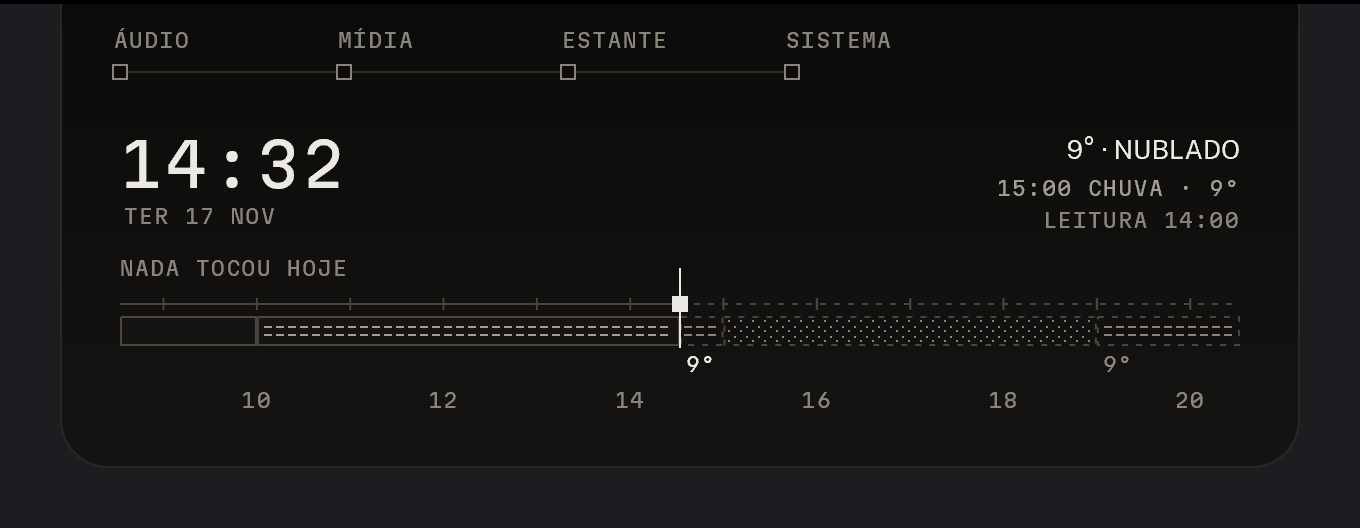 ÁUDIO MÍDIA ESTANTE SISTEMA
14:32
TER 17 NOV
9° · NUBLADO
15:00 CHUVA · 9°
LEITURA 14:00
NADA TOCOU HOJE
9° 9°
10 12 14 16 18 20